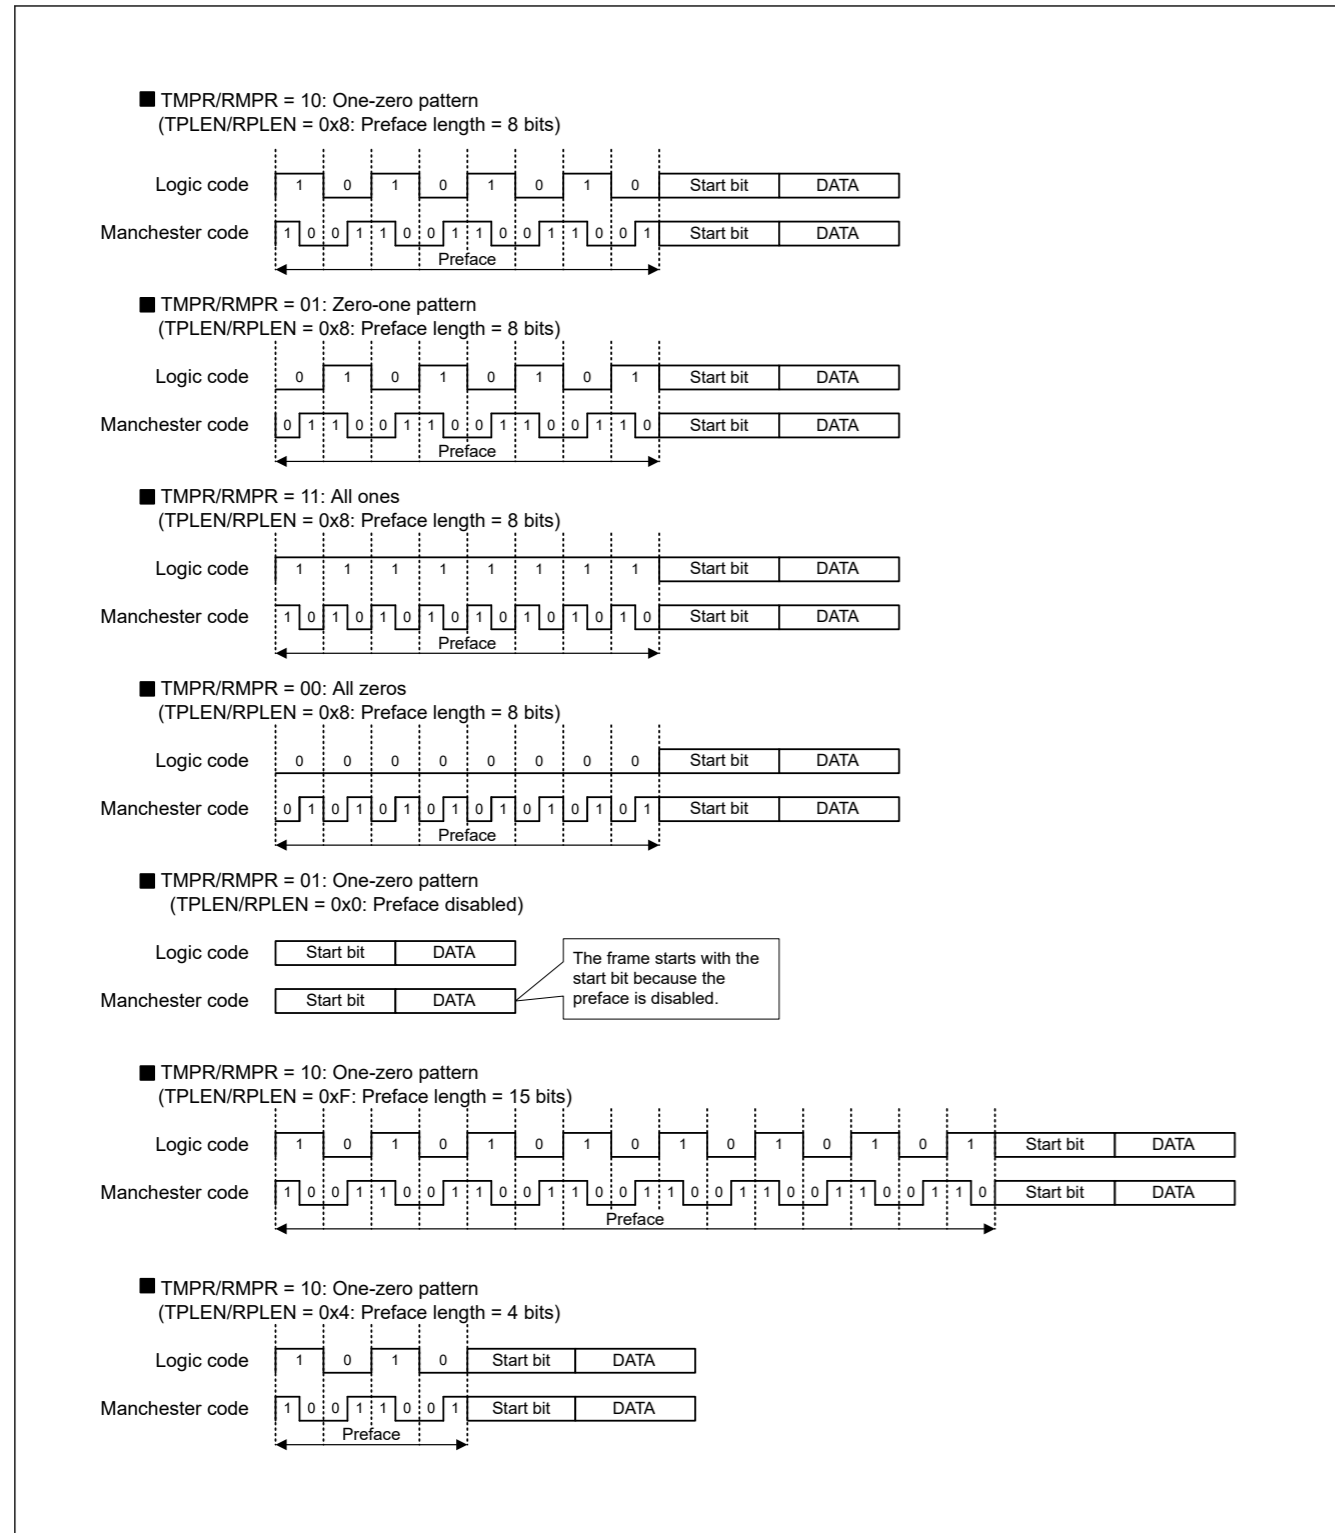 TMPR/RMPR = 10: One-zero pattern
(TPLEN/RPLEN = 0x8: Preface length = 8 bits)
Logic code 1 0 1 0 1 0 1 0 Start bit DATA
Manchester code 1 0 0 1 1 0 0 1 1 0 0 1 1 0 0 1 Start bit DATA
Preface
TMPR/RMPR = 01: Zero-one pattern
(TPLEN/RPLEN = 0x8: Preface length = 8 bits)
Logic code 0 1 0 1 0 1 0 1 Start bit DATA
Manchester code 0 1 1 0 0 1 1 0 0 1 1 0 0 1 1 0 Start bit DATA
Preface
TMPR/RMPR = 11: All ones
(TPLEN/RPLEN = 0x8: Preface length = 8 bits)
Logic code 1 1 1 1 1 1 1 1 Start bit DATA
Manchester code 1 0 1 0 1 0 1 0 1 0 1 0 1 0 1 0 Start bit DATA
Preface
TMPR/RMPR = 00: All zeros
(TPLEN/RPLEN = 0x8: Preface length = 8 bits)
Logic code 0 0 0 0 0 0 0 0 Start bit DATA
Manchester code 0 1 0 1 0 1 0 1 0 1 0 1 0 1 0 1 Start bit DATA
Preface
TMPR/RMPR = 01: One-zero pattern
(TPLEN/RPLEN = 0x0: Preface disabled)
Logic code Start bit DATA
Manchester code Start bit DATA
The frame starts with the
start bit because the
preface is disabled.
TMPR/RMPR = 10: One-zero pattern
(TPLEN/RPLEN = 0xF: Preface length = 15 bits)
Logic code 1 0 1 0 1 0 1 0 1 0 1 0 1 0 1 Start bit DATA
Manchester code 1 0 0 1 1 0 0 1 1 0 0 1 1 0 0 1 1 0 0 1 1 0 0 1 1 0 0 1 1 0 Start bit DATA
Preface
TMPR/RMPR = 10: One-zero pattern
(TPLEN/RPLEN = 0x4: Preface length = 4 bits)
Logic code 1 0 1 0 Start bit DATA
Manchester code 1 0 0 1 1 0 0 1 Start bit DATA
Preface